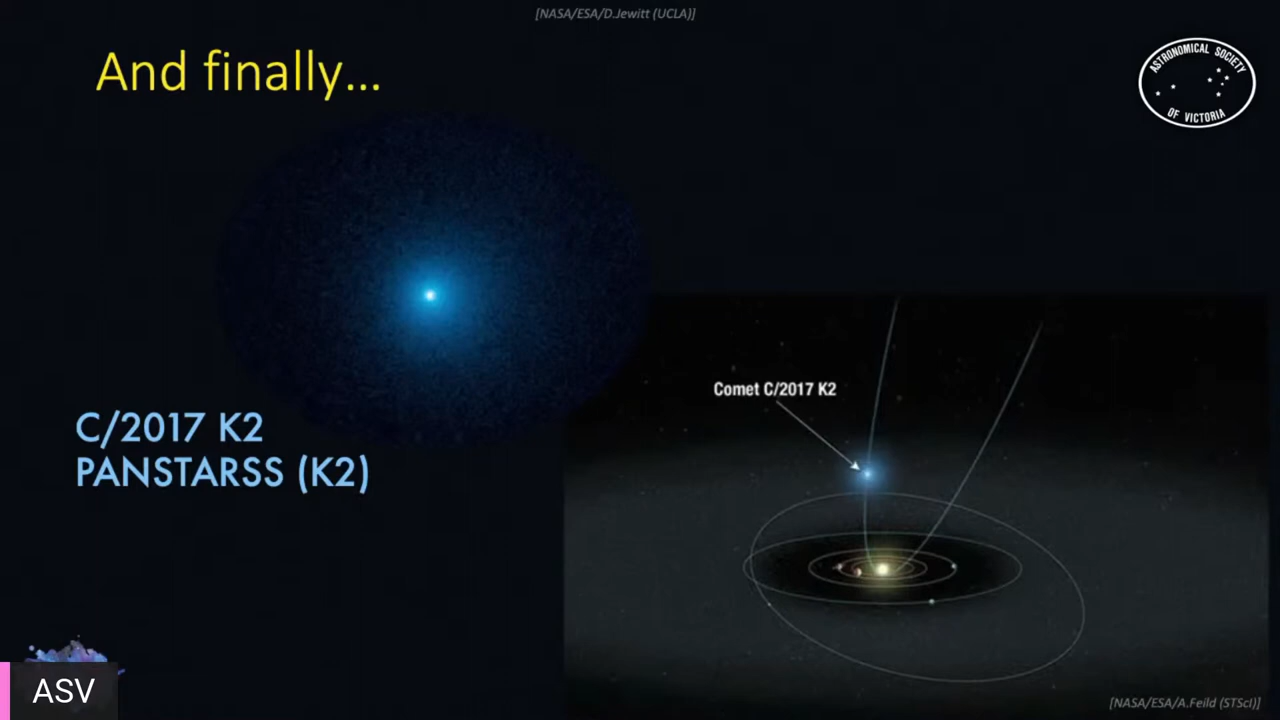 [NASA/ESA/D.Jewitt (UCLA)]
And finally...
ASTRONOMICAL SOCIETY
OF VICTORIA
Comet C/2017 K2
C/2017 K2
PANSTARSS (K2)
ASV
[NASA/ESA/A.Feild (STScI)]